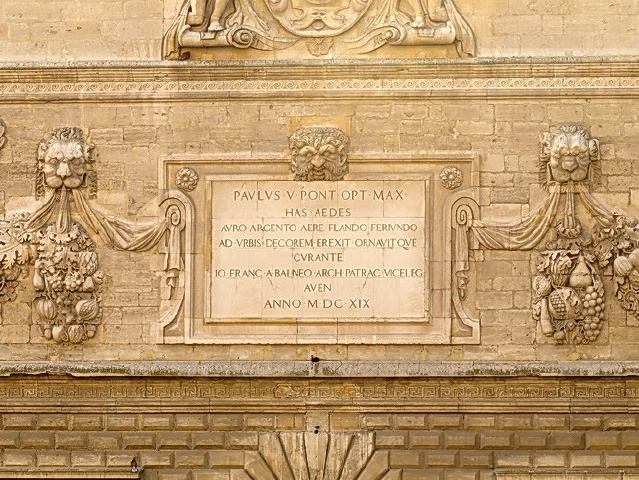 PAVLVS · V · PONT · OPT · MAX
HAS · AEDES
AVRO ARGENTO AERE FLANDO FERIVNDO
AD VRBIS · DECOREM EREXIT ORNAVITQVE
CVRANTE
IO · FRANC · A BALNEO · ARCH · PATRAC · VICELEG
AVEN
ANNO · M · DC · XIX